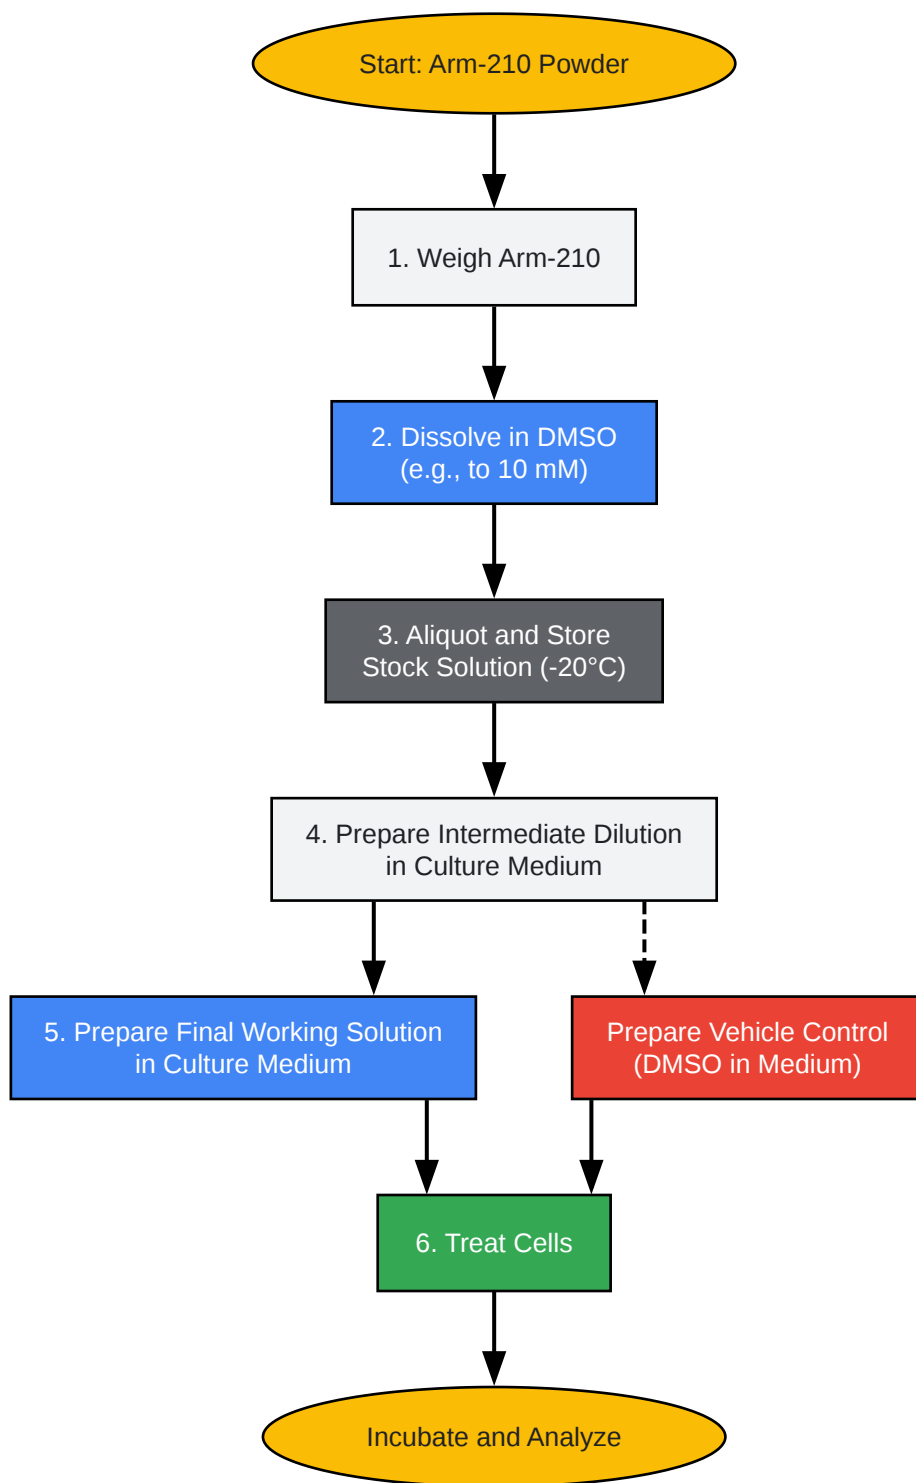 Start: Arm-210 Powder
1. Weigh Arm-210
2. Dissolve in DMSO
(e.g., to 10 mM)
3. Aliquot and Store
Stock Solution (-20°C)
4. Prepare Intermediate Dilution
in Culture Medium
5. Prepare Final Working Solution
in Culture Medium
Prepare Vehicle Control
(DMSO in Medium)
6. Treat Cells
Incubate and Analyze